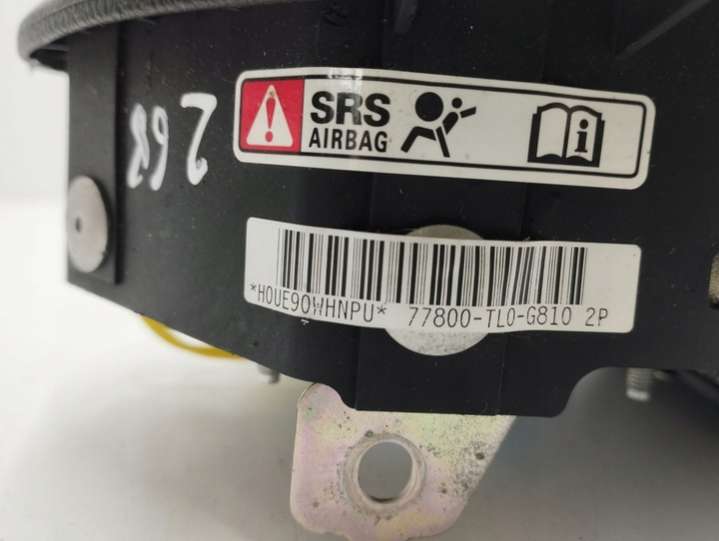 SRS
AIRBAG
268
*H0UE90WHNPU* 77800-TL0-G810 2P